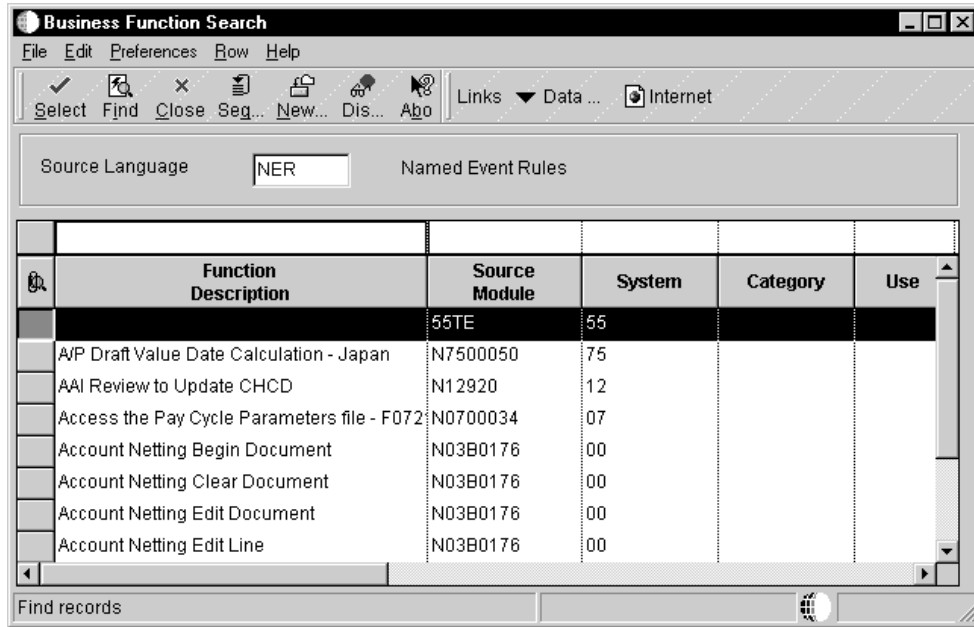 Business Function Search
File Edit Preferences Row Help
Select Find Close Seq... New... Dis... Abo Links Data ... Internet
Source Language NER Named Event Rules
Function Description Source Module System Category Use
55TE 55
A/P Draft Value Date Calculation - Japan N7500050 75
AAI Review to Update CHCD N12920 12
Access the Pay Cycle Parameters file - F072 N0700034 07
Account Netting Begin Document N03B0176 00
Account Netting Clear Document N03B0176 00
Account Netting Edit Document N03B0176 00
Account Netting Edit Line N03B0176 00
Find records